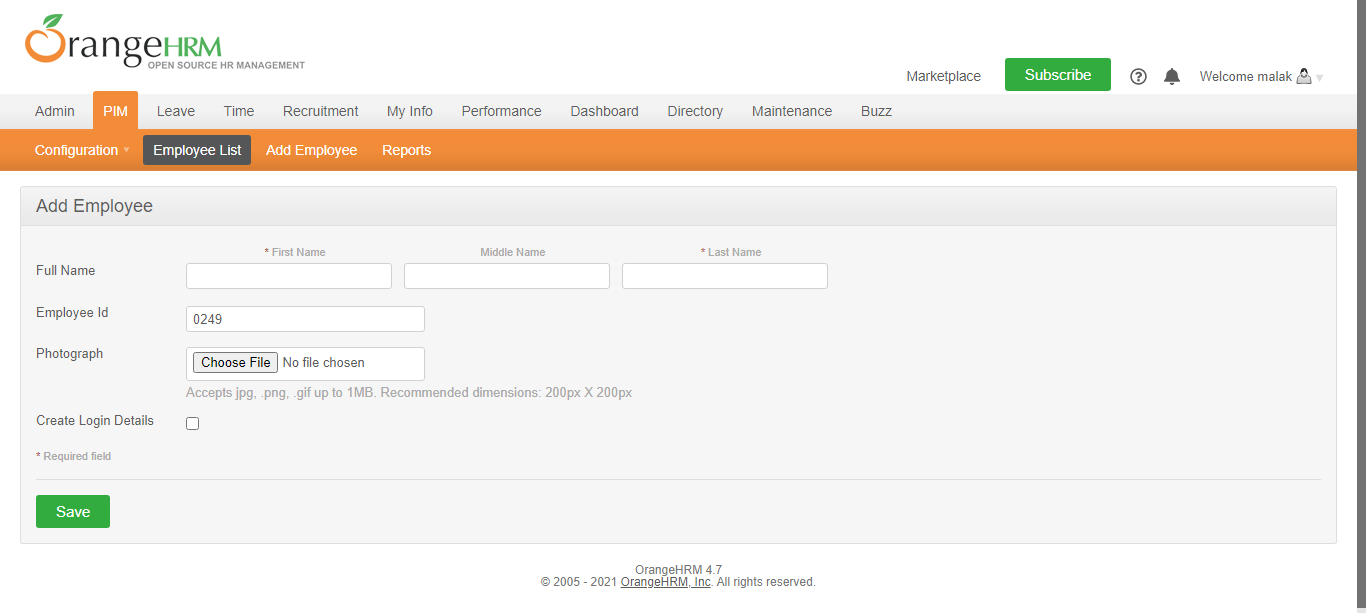 OrangeHRM
OPEN SOURCE HR MANAGEMENT
Marketplace Subscribe Welcome malak
Admin PIM Leave Time Recruitment My Info Performance Dashboard Directory Maintenance Buzz
Configuration Employee List Add Employee Reports
Add Employee
* First Name Middle Name * Last Name
Full Name
Employee Id 0249
Photograph Choose File No file chosen
Accepts jpg, .png, .gif up to 1MB. Recommended dimensions: 200px X 200px
Create Login Details
* Required field
Save
OrangeHRM 4.7
© 2005 - 2021 OrangeHRM, Inc. All rights reserved.